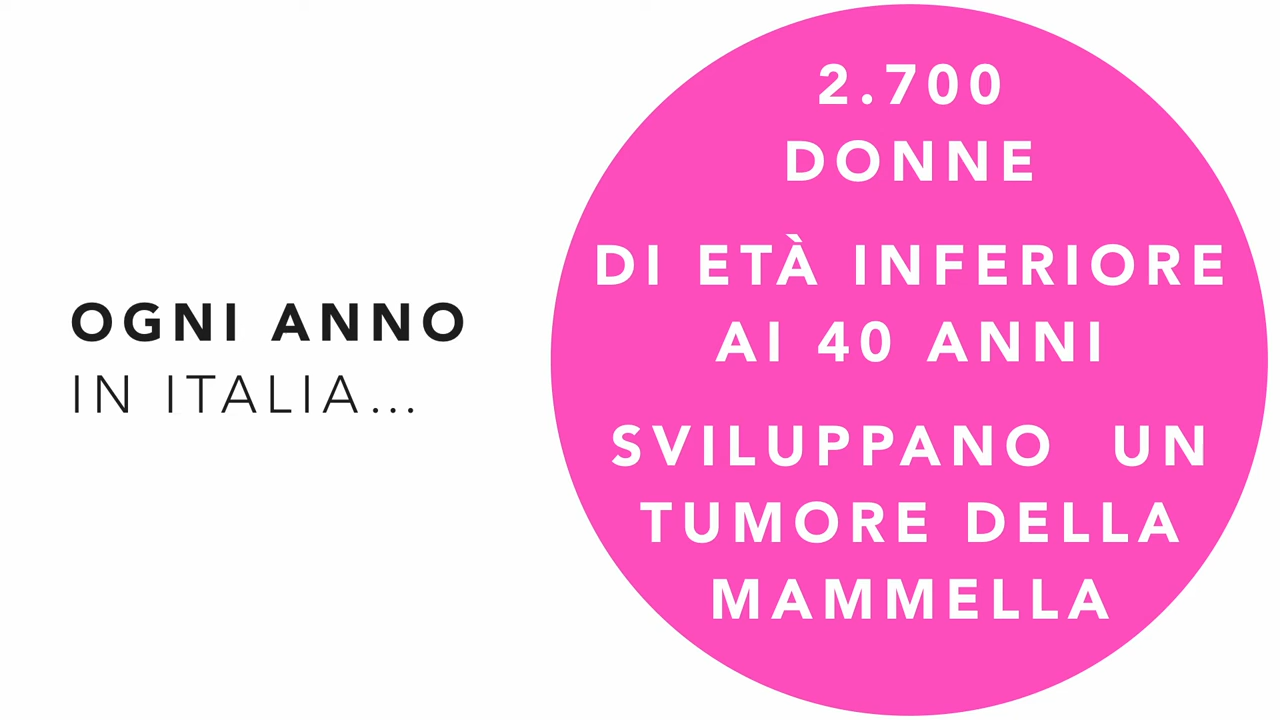 OGNI ANNO
IN ITALIA...
2.700
DONNE
DI ETÀ INFERIORE
AI 40 ANNI
SVILUPPANO UN
TUMORE DELLA
MAMMELLA